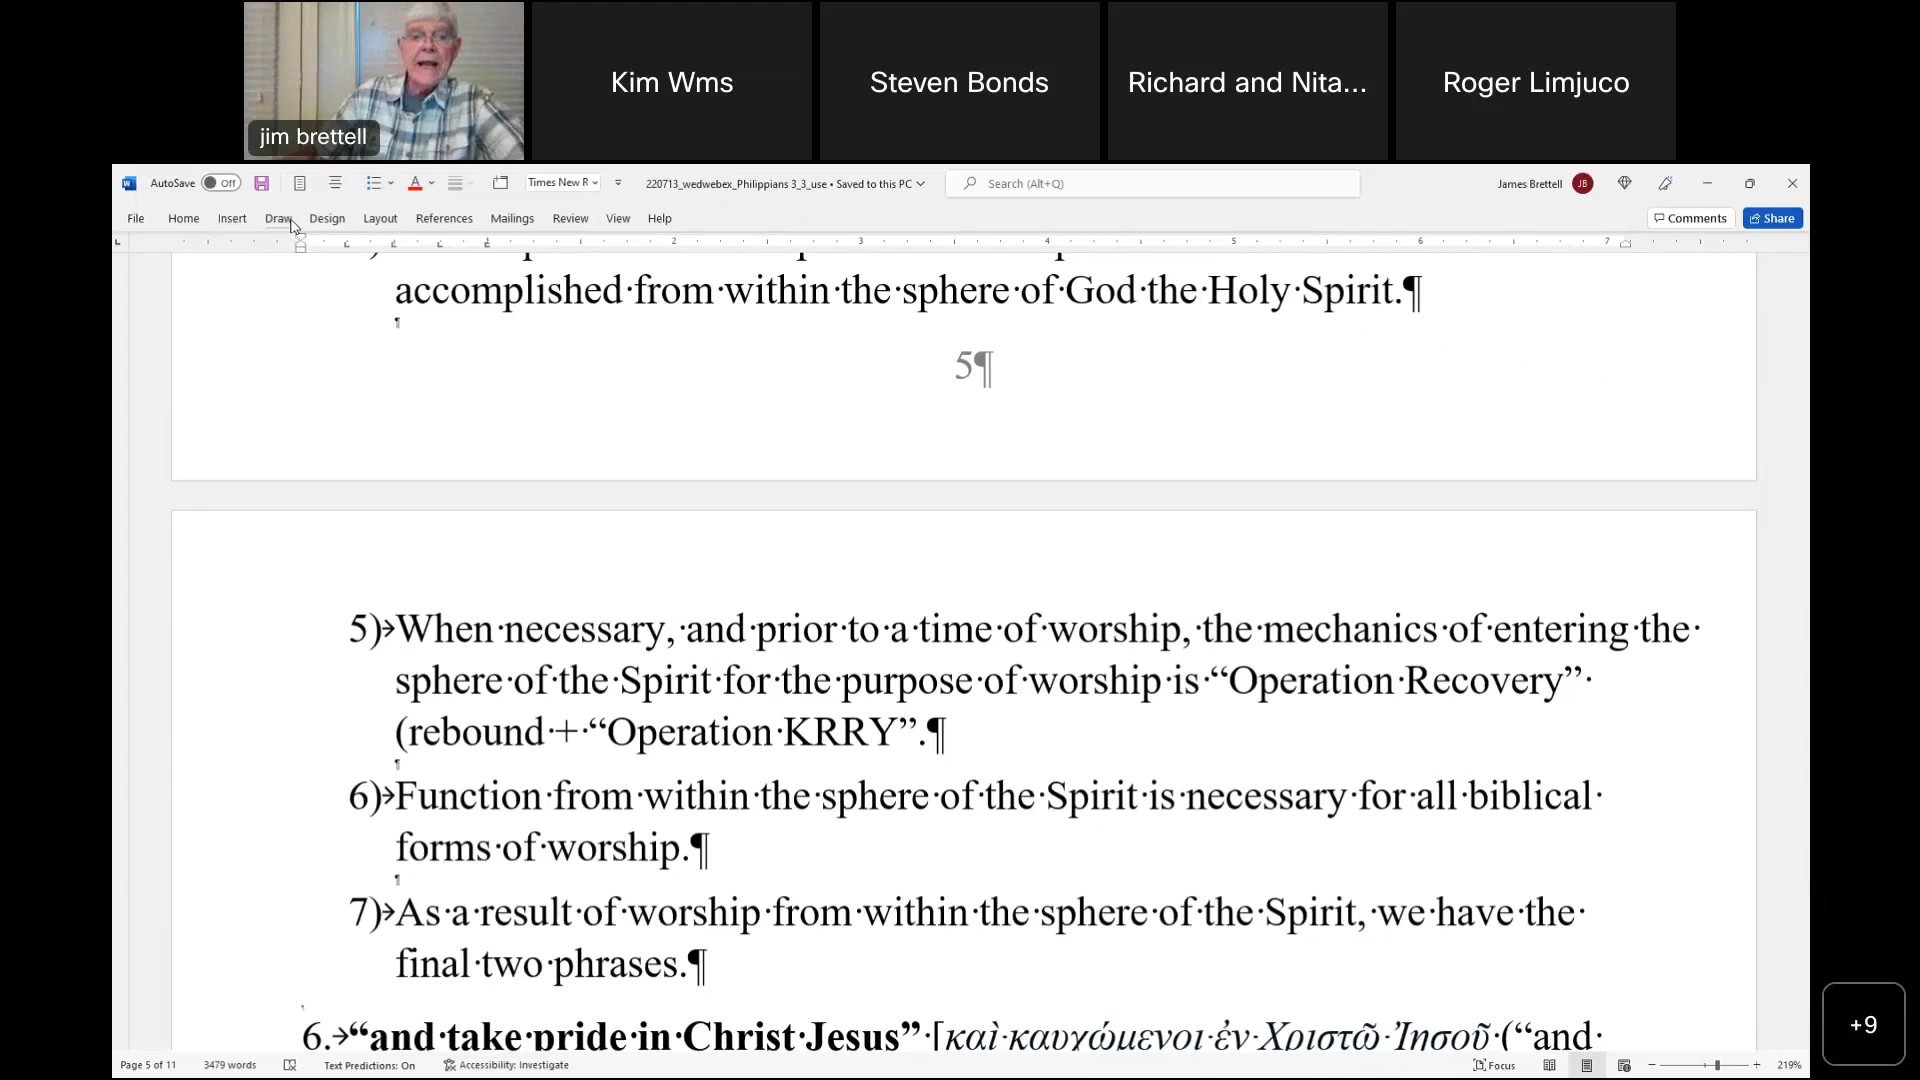 jim brettell
Kim Wms
Steven Bonds
Richard and Nita...
Roger Limjuco
AutoSave Off
Times New R
220713_wedwebex_Philippians 3_3_use • Saved to this PC
Search (Alt+Q)
James Brettell JB
File Home Insert Draw Design Layout References Mailings Review View Help
Comments Share
1 2 3 4 5 6 7
accomplished·from·within·the·sphere·of·God·the·Holy·Spirit.¶
¶
5¶
5)→When·necessary,·and·prior·to·a·time·of·worship,·the·mechanics·of·entering·the·
sphere·of·the·Spirit·for·the·purpose·of·worship·is·“Operation·Recovery”·
(rebound·+·“Operation·KRRY”.¶
¶
6)→Function·from·within·the·sphere·of·the·Spirit·is·necessary·for·all·biblical·
forms·of·worship.¶
¶
7)→As·a·result·of·worship·from·within·the·sphere·of·the·Spirit,·we·have·the·
final·two·phrases.¶
6.→“and·take·pride·in·Christ·Jesus”·[καὶ·καυχώμενοι·ἐν·Χριστῶ·Ἰησοῦ·(“and·
Page 5 of 11 3479 words Text Predictions: On Accessibility: Investigate Focus 219%
+9